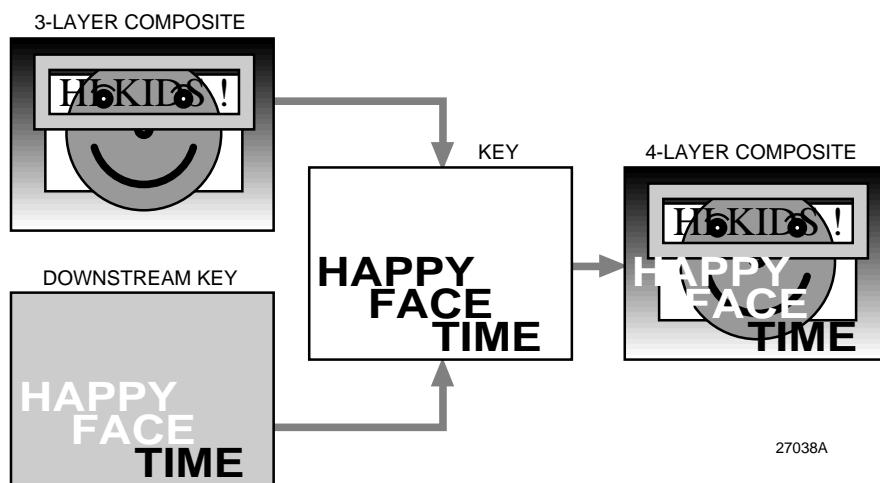 3-LAYER COMPOSITE
HI KIDS !
KEY
HAPPY
FACE
TIME
4-LAYER COMPOSITE
HI KIDS !
HAPPY
FACE
TIME
DOWNSTREAM KEY
HAPPY
FACE
TIME
27038A